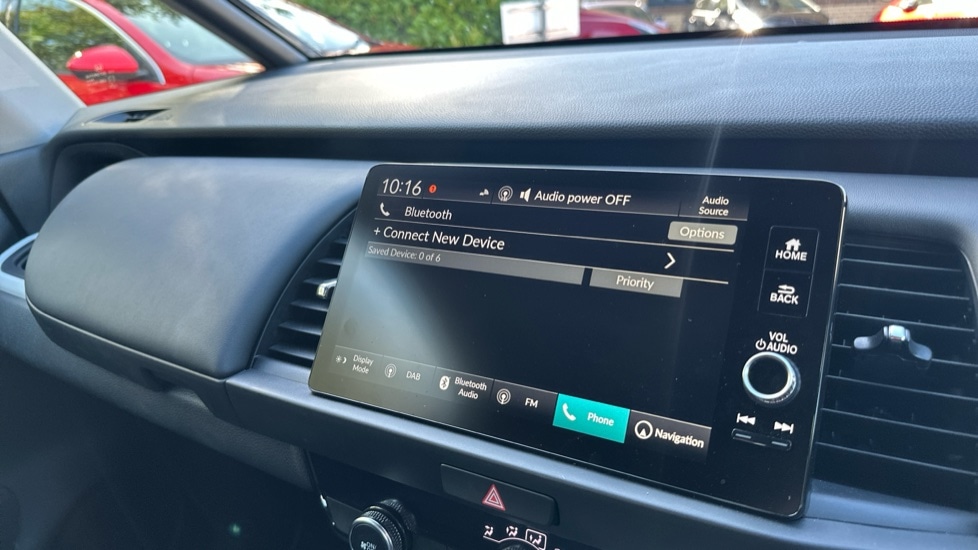 10:16
Audio power OFF
Audio
Source
Bluetooth
Options
+ Connect New Device
Saved Device: 0 of 6
Priority
HOME
BACK
VOL
AUDIO
Display
Mode
DAB
Bluetooth
Audio
FM
Phone
Navigation
ON